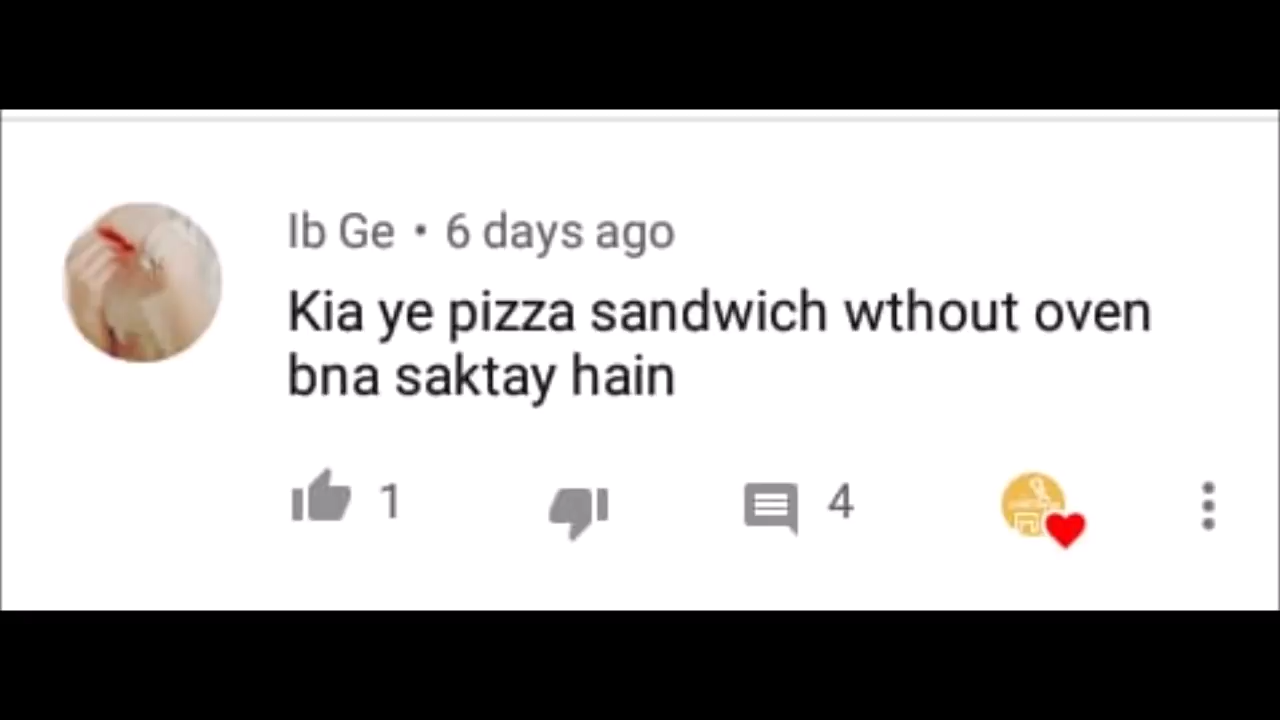 Ib Ge • 6 days ago
Kia ye pizza sandwich wthout oven
bna saktay hain
1 4